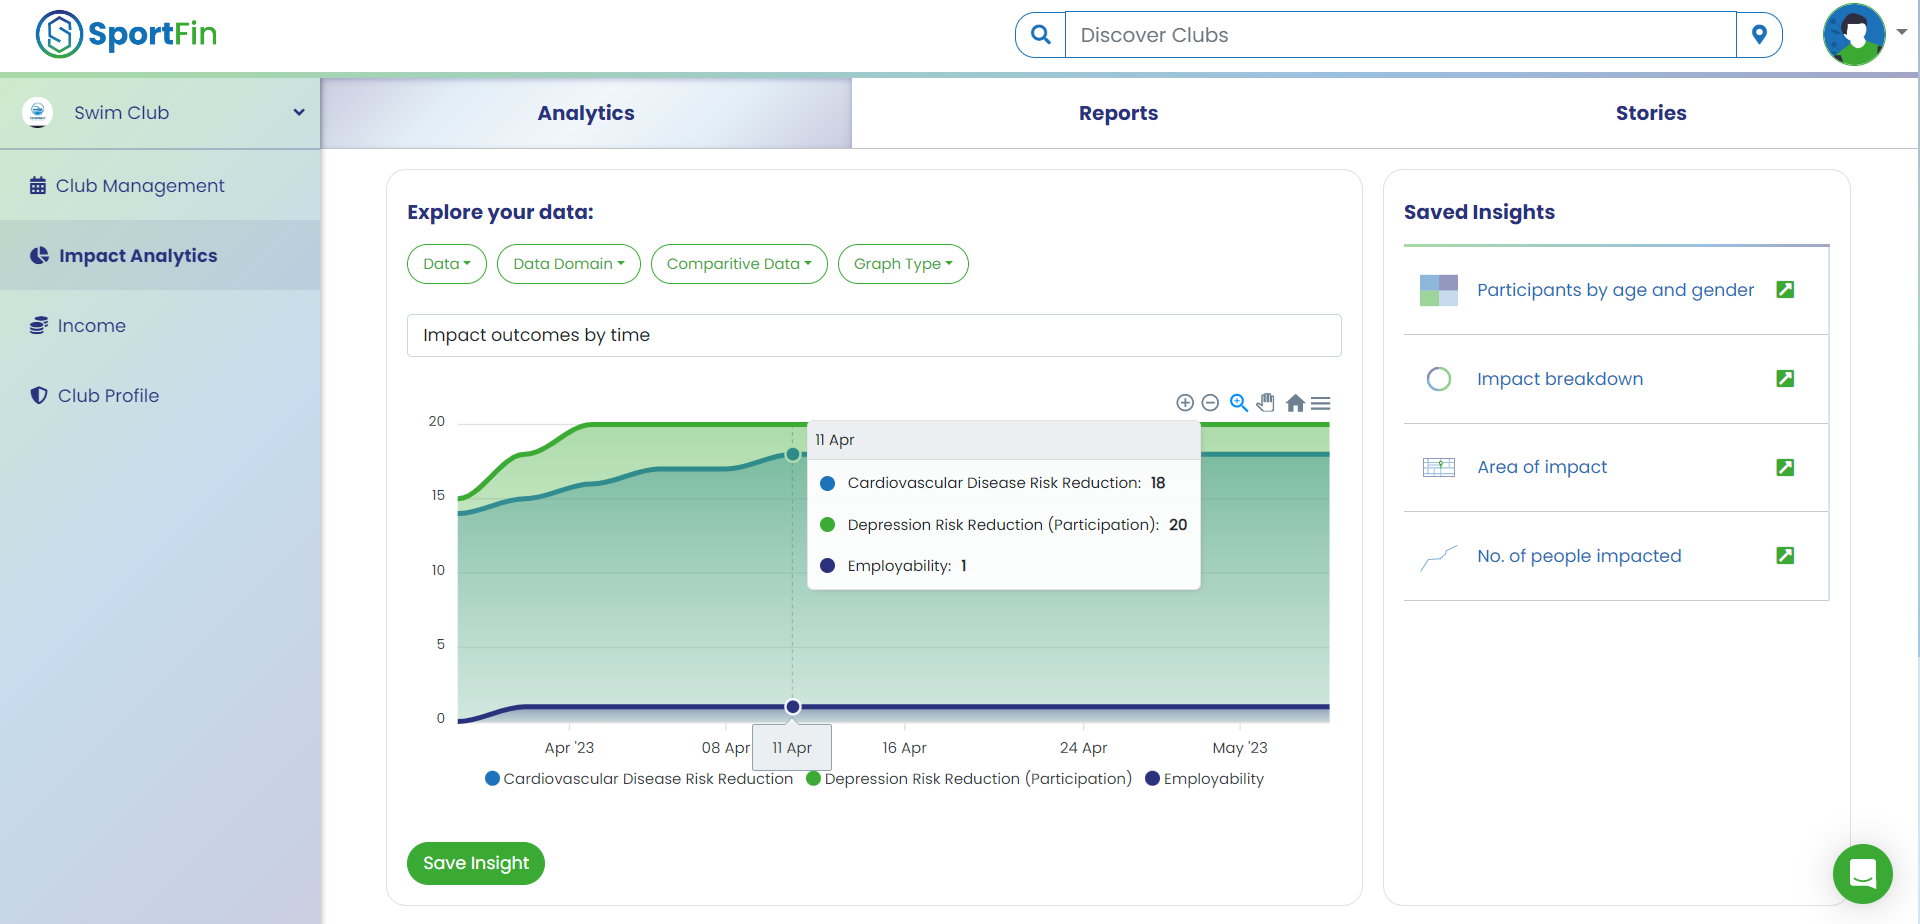 SportFin
Discover Clubs
Swim Club
Analytics
Reports
Stories
Club Management
Impact Analytics
Income
Club Profile
Explore your data:
Data
Data Domain
Comparitive Data
Graph Type
Impact outcomes by time
20
15
10
5
0
11 Apr
Cardiovascular Disease Risk Reduction: 18
Depression Risk Reduction (Participation): 20
Employability: 1
Apr '23
08 Apr
11 Apr
16 Apr
24 Apr
May '23
Cardiovascular Disease Risk Reduction
Depression Risk Reduction (Participation)
Employability
Save Insight
Saved Insights
Participants by age and gender
Impact breakdown
Area of impact
No. of people impacted